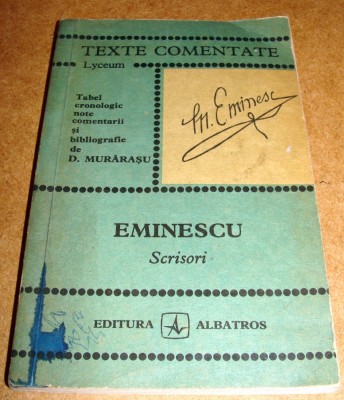 TEXTE COMENTATE
Lyceum
Tabel
cronologic
note
comentarii
și
bibliografie
de
D. MURĂRAȘU
M. Eminescu
EMINESCU
Scrisori
EDITURA ALBATROS